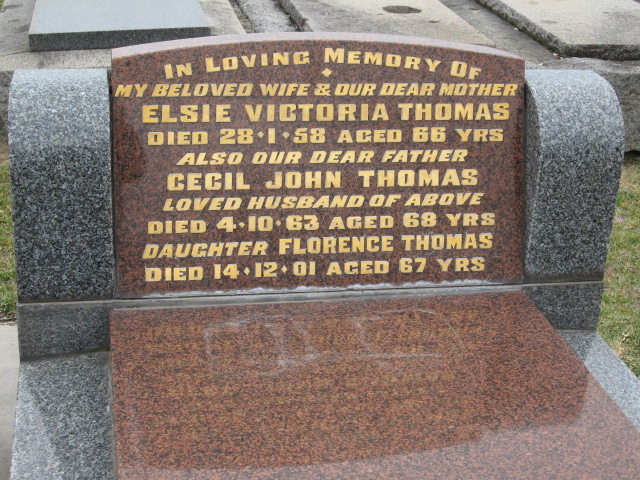 In Loving Memory Of
MY BELOVED WIFE & OUR DEAR MOTHER
ELSIE VICTORIA THOMAS
DIED 28·1·58 AGED 66 YRS
ALSO OUR DEAR FATHER
CECIL JOHN THOMAS
LOVED HUSBAND OF ABOVE
DIED 4·10·63 AGED 68 YRS
DAUGHTER FLORENCE THOMAS
DIED 14·12·01 AGED 67 YRS